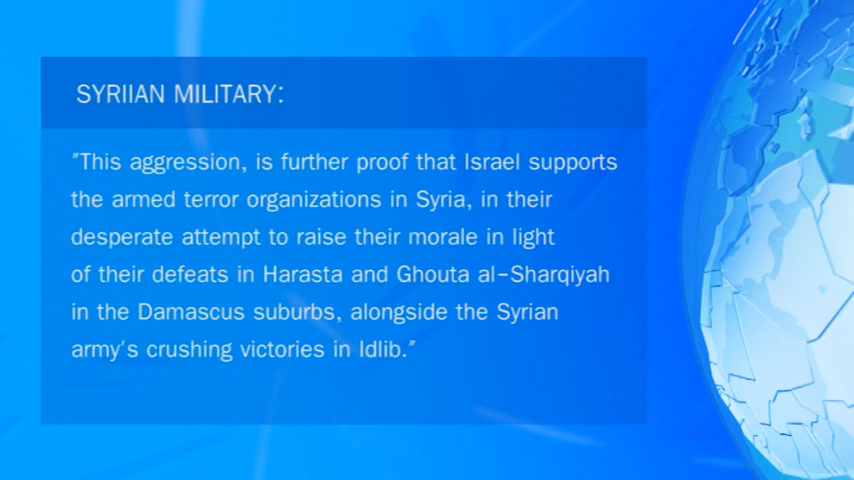 SYRIIAN MILITARY:
"This aggression, is further proof that Israel supports
the armed terror organizations in Syria, in their
desperate attempt to raise their morale in light
of their defeats in Harasta and Ghouta al-Sharqiyah
in the Damascus suburbs, alongside the Syrian
army's crushing victories in Idlib."